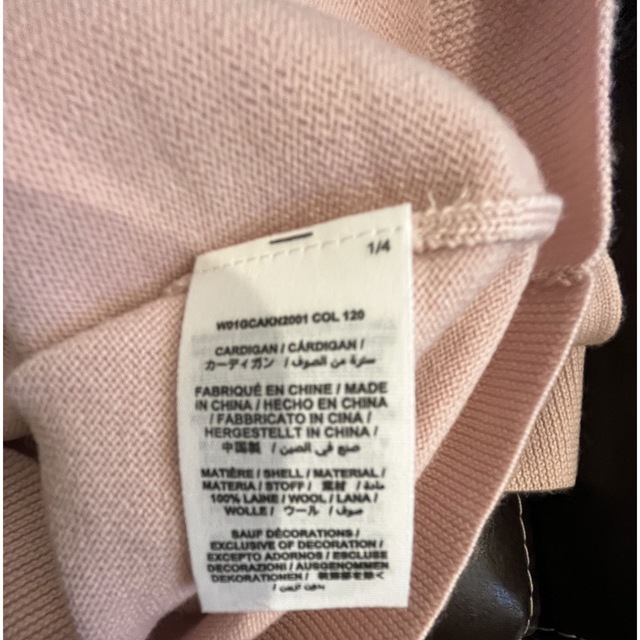 1/4
W01GCAKN2001 COL 120
CARDIGAN / CÁRDIGAN /
カーディガン / سترة من الصوف /
FABRIQUÉ EN CHINE / MADE
IN CHINA / HECHO EN CHINA
/ FABBRICATO IN CINA /
HERGESTELLT IN CHINA /
中国製 / صنع في الصين /
MATIÈRE / SHELL / MATERIAL /
MATERIA / STOFF / 素材 / مادة /
100% LAINE / WOOL / LANA /
WOLLE / ウール / صوف /
SAUF DÉCORATIONS /
EXCLUSIVE OF DECORATION /
EXCEPTO ADORNOS / ESCLUSE
DECORAZIONI / AUSGENOMMEN
DEKORATIONEN / 装飾部を除く
/ بدون تزيين